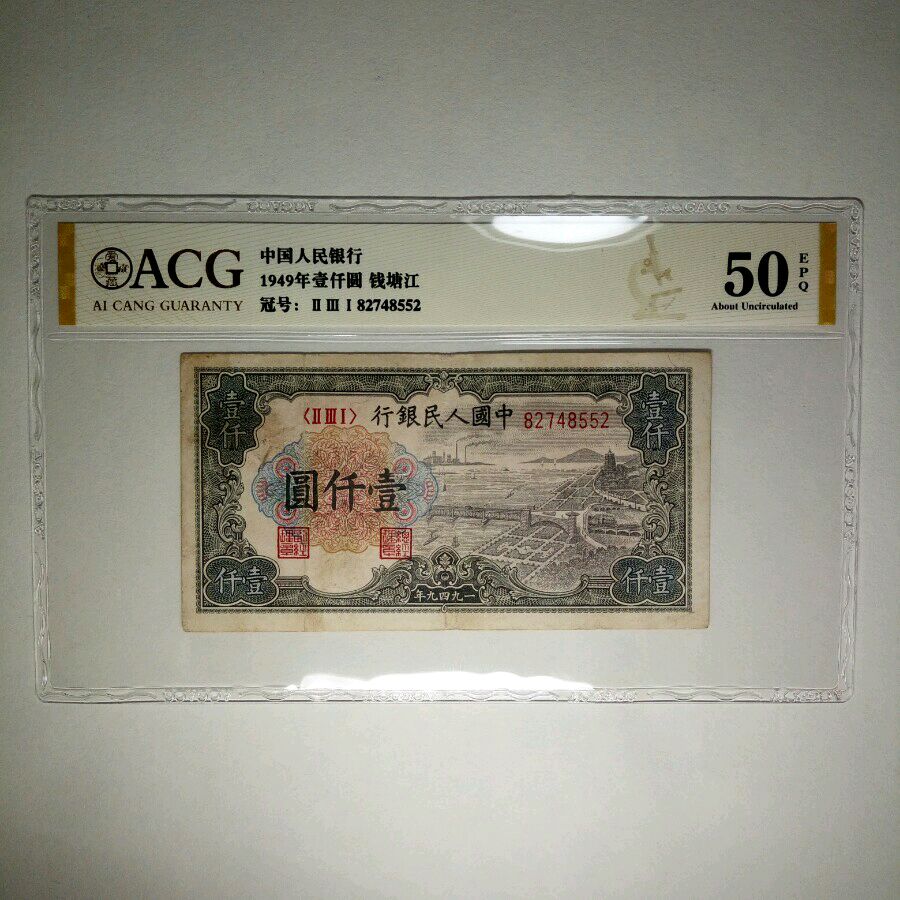 ACG
AI CANG GUARANTY
中国人民银行
1949年壹仟圆 钱塘江
冠号: ⅡⅢⅠ 82748552
50
EPQ
About Uncirculated
壹仟
壹仟
〈ⅡⅢⅠ〉
行銀民人國中
82748552
圓仟壹
仟壹
年九四九一
仟壹